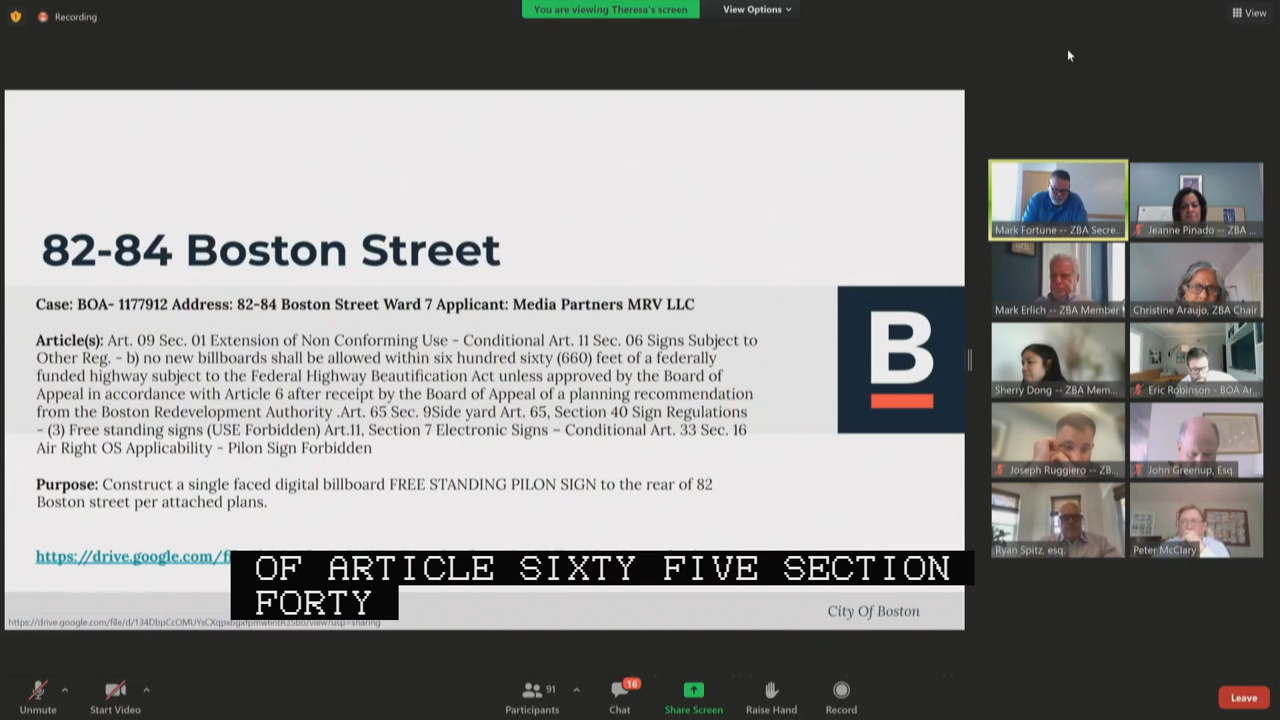 Recording
You are viewing Theresa's screen
View Options
View
82-84 Boston Street
Case: BOA- 1177912 Address: 82-84 Boston Street Ward 7 Applicant: Media Partners MRV LLC
Article(s): Art. 09 Sec. 01 Extension of Non Conforming Use - Conditional Art. 11 Sec. 06 Signs Subject to
Other Reg. - b) no new billboards shall be allowed within six hundred sixty (660) feet of a federally
funded highway subject to the Federal Highway Beautification Act unless approved by the Board of
Appeal in accordance with Article 6 after receipt by the Board of Appeal of a planning recommendation
from the Boston Redevelopment Authority .Art. 65 Sec. 9Side yard Art. 65, Section 40 Sign Regulations
- (3) Free standing signs (USE Forbidden) Art.11, Section 7 Electronic Signs – Conditional Art. 33 Sec. 16
Air Right OS Applicability - Pilon Sign Forbidden
Purpose: Construct a single faced digital billboard FREE STANDING PILON SIGN to the rear of 82
Boston street per attached plans.
https://drive.google.com/f
OF ARTICLE SIXTY FIVE SECTION
FORTY
B
City Of Boston
Mark Fortune -- ZBA Secre...
Jeanne Pinado -- ZBA ...
Mark Erlich -- ZBA Member
Christine Araujo, ZBA Chair
Sherry Dong -- ZBA Mem...
Eric Robinson -- BOA Ar...
Joseph Ruggiero -- ZB...
John Greenup, Esq.
Ryan Spitz, esq.
Peter McClary
Unmute
Start Video
91
Participants
16
Chat
Share Screen
Raise Hand
Record
Leave